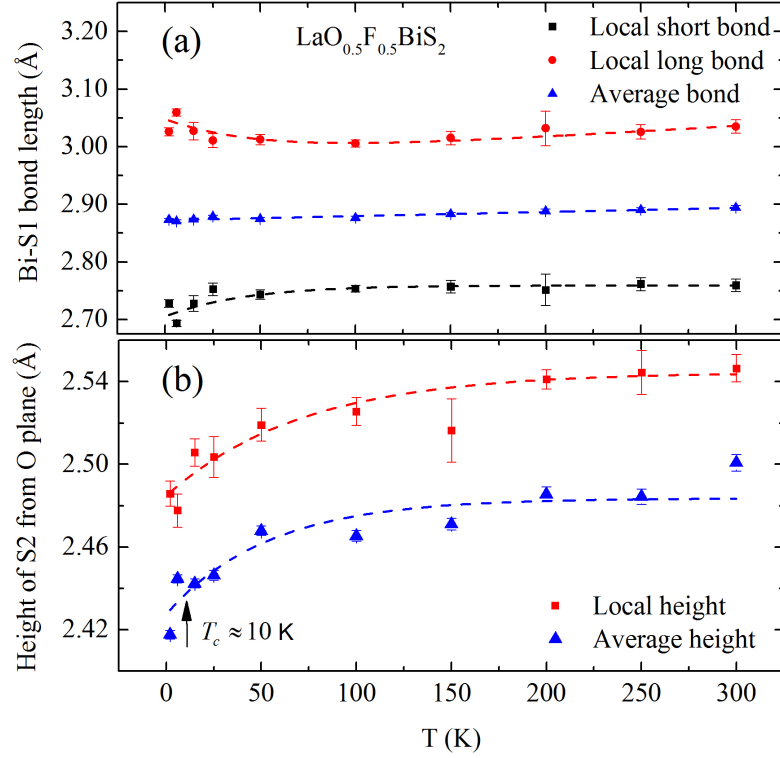 (a)
LaO0.5F0.5BiS2
Local short bond
Local long bond
Average bond
Bi-S1 bond length (Å)
3.20
3.10
3.00
2.90
2.80
2.70
(b)
Height of S2 from O plane (Å)
2.54
2.50
2.46
2.42
Tc ≈ 10 K
Local height
Average height
0 50 100 150 200 250 300
T (K)